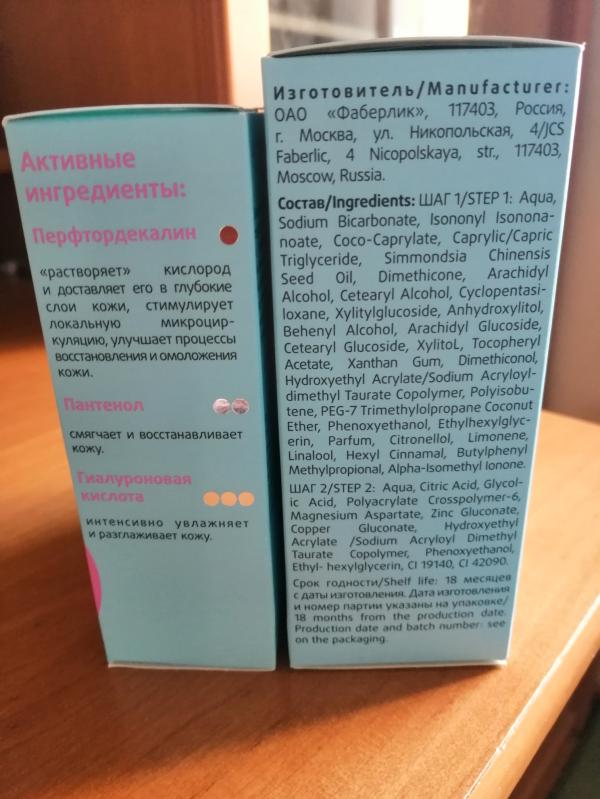 Активные
ингредиенты:
Перфтордекалин
«растворяет» кислород
и доставляет его в глубокие
слои кожи, стимулирует
локальную микроцир-
куляцию, улучшает процессы
восстановления и омоложения
кожи.
Пантенол
смягчает и восстанавливает
кожу.
Гиалуроновая
кислота
интенсивно увлажняет
и разглаживает кожу.
Изготовитель/Manufacturer:
ОАО «Фаберлик», 117403, Россия,
г. Москва, ул. Никопольская, 4/JCS
Faberlic, 4 Nicopolskaya, str., 117403,
Moscow, Russia.
Состав/Ingredients: ШАГ 1/STEP 1: Aqua,
Sodium Bicarbonate, Isononyl Isonona-
noate, Coco-Caprylate, Caprylic/Capric
Triglyceride, Simmondsia Chinensis
Seed Oil, Dimethicone, Arachidyl
Alcohol, Cetearyl Alcohol, Cyclopentasi-
loxane, Xylitylglucoside, Anhydroxylitol,
Behenyl Alcohol, Arachidyl Glucoside,
Cetearyl Glucoside, XylitoL, Tocopheryl
Acetate, Xanthan Gum, Dimethiconol,
Hydroxyethyl Acrylate/Sodium Acryloyl-
dimethyl Taurate Copolymer, Polyisobu-
tene, PEG-7 Trimethylolpropane Coconut
Ether, Phenoxyethanol, Ethylhexylglyc-
erin, Parfum, Citronellol, Limonene,
Linalool, Hexyl Cinnamal, Butylphenyl
Methylpropional, Alpha-Isomethyl Ionone.
ШАГ 2/STEP 2: Aqua, Citric Acid, Glycol-
ic Acid, Polyacrylate Crosspolymer-6,
Magnesium Aspartate, Zinc Gluconate,
Copper Gluconate, Hydroxyethyl
Acrylate /Sodium Acryloyl Dimethyl
Taurate Copolymer, Phenoxyethanol,
Ethyl- hexylglycerin, CI 19140, CI 42090.
Срок годности/Shelf life: 18 месяцев
с даты изготовления. Дата изготовления
и номер партии указаны на упаковке/
18 months from the production date.
Production date and batch number: see
on the packaging.